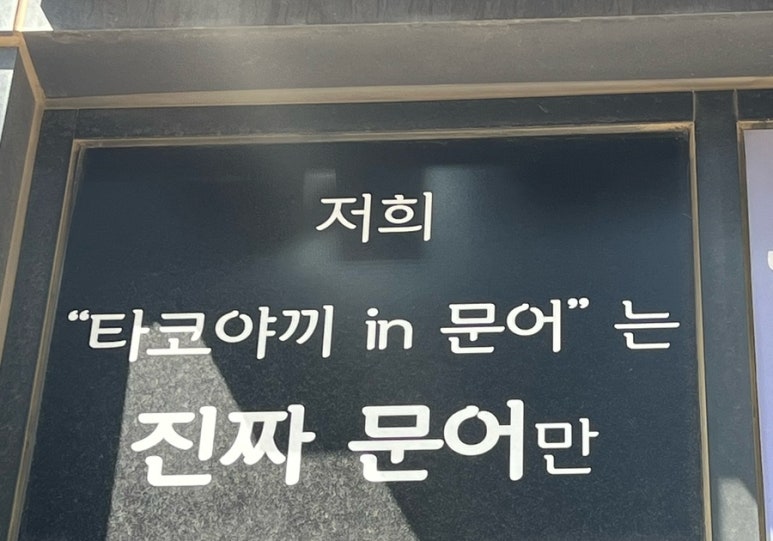 저희
“타코야끼 in 문어” 는
진짜 문어만